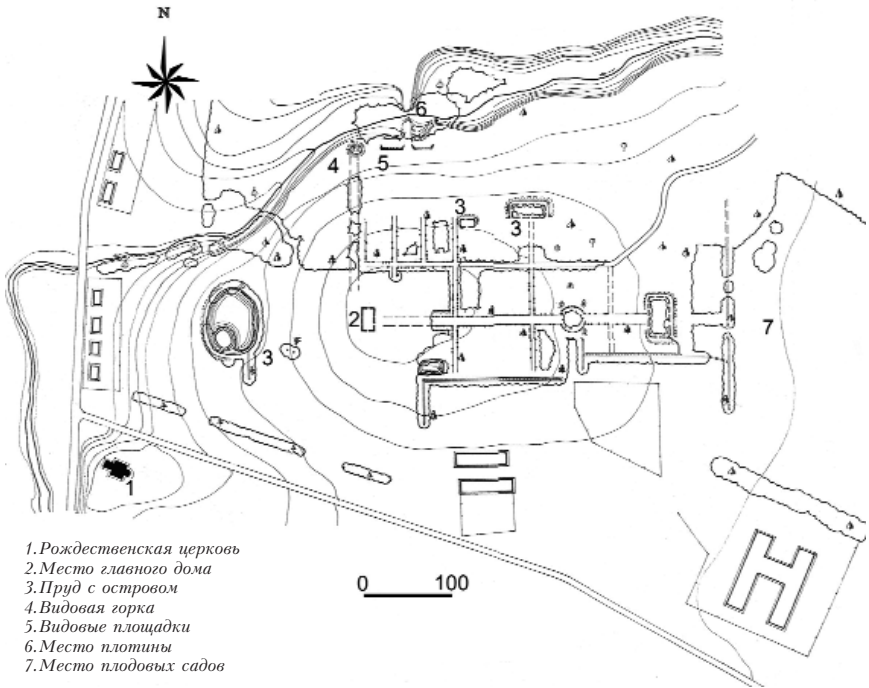 N
6
4
5
3
3
2
3
7
1
1.Рождественская церковь
2.Место главного дома
3.Пруд с островом
4.Видовая горка
5.Видовые площадки
6.Место плотины
7.Место плодовых садов
0 100